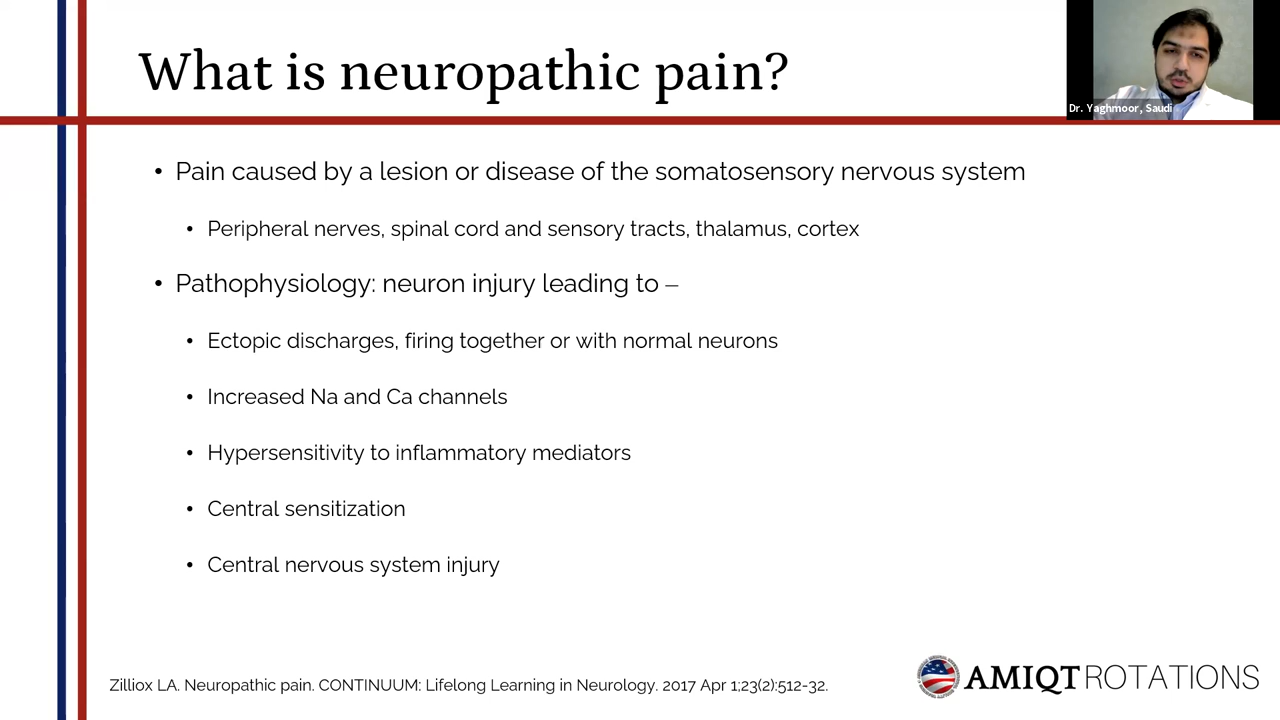 What is neuropathic pain?
Dr. Yaghmoor, Saudi
• Pain caused by a lesion or disease of the somatosensory nervous system
• Peripheral nerves, spinal cord and sensory tracts, thalamus, cortex
• Pathophysiology: neuron injury leading to –
• Ectopic discharges, firing together or with normal neurons
• Increased Na and Ca channels
• Hypersensitivity to inflammatory mediators
• Central sensitization
• Central nervous system injury
Zilliox LA. Neuropathic pain. CONTINUUM: Lifelong Learning in Neurology. 2017 Apr 1;23(2):512-32.
AMIQT ROTATIONS